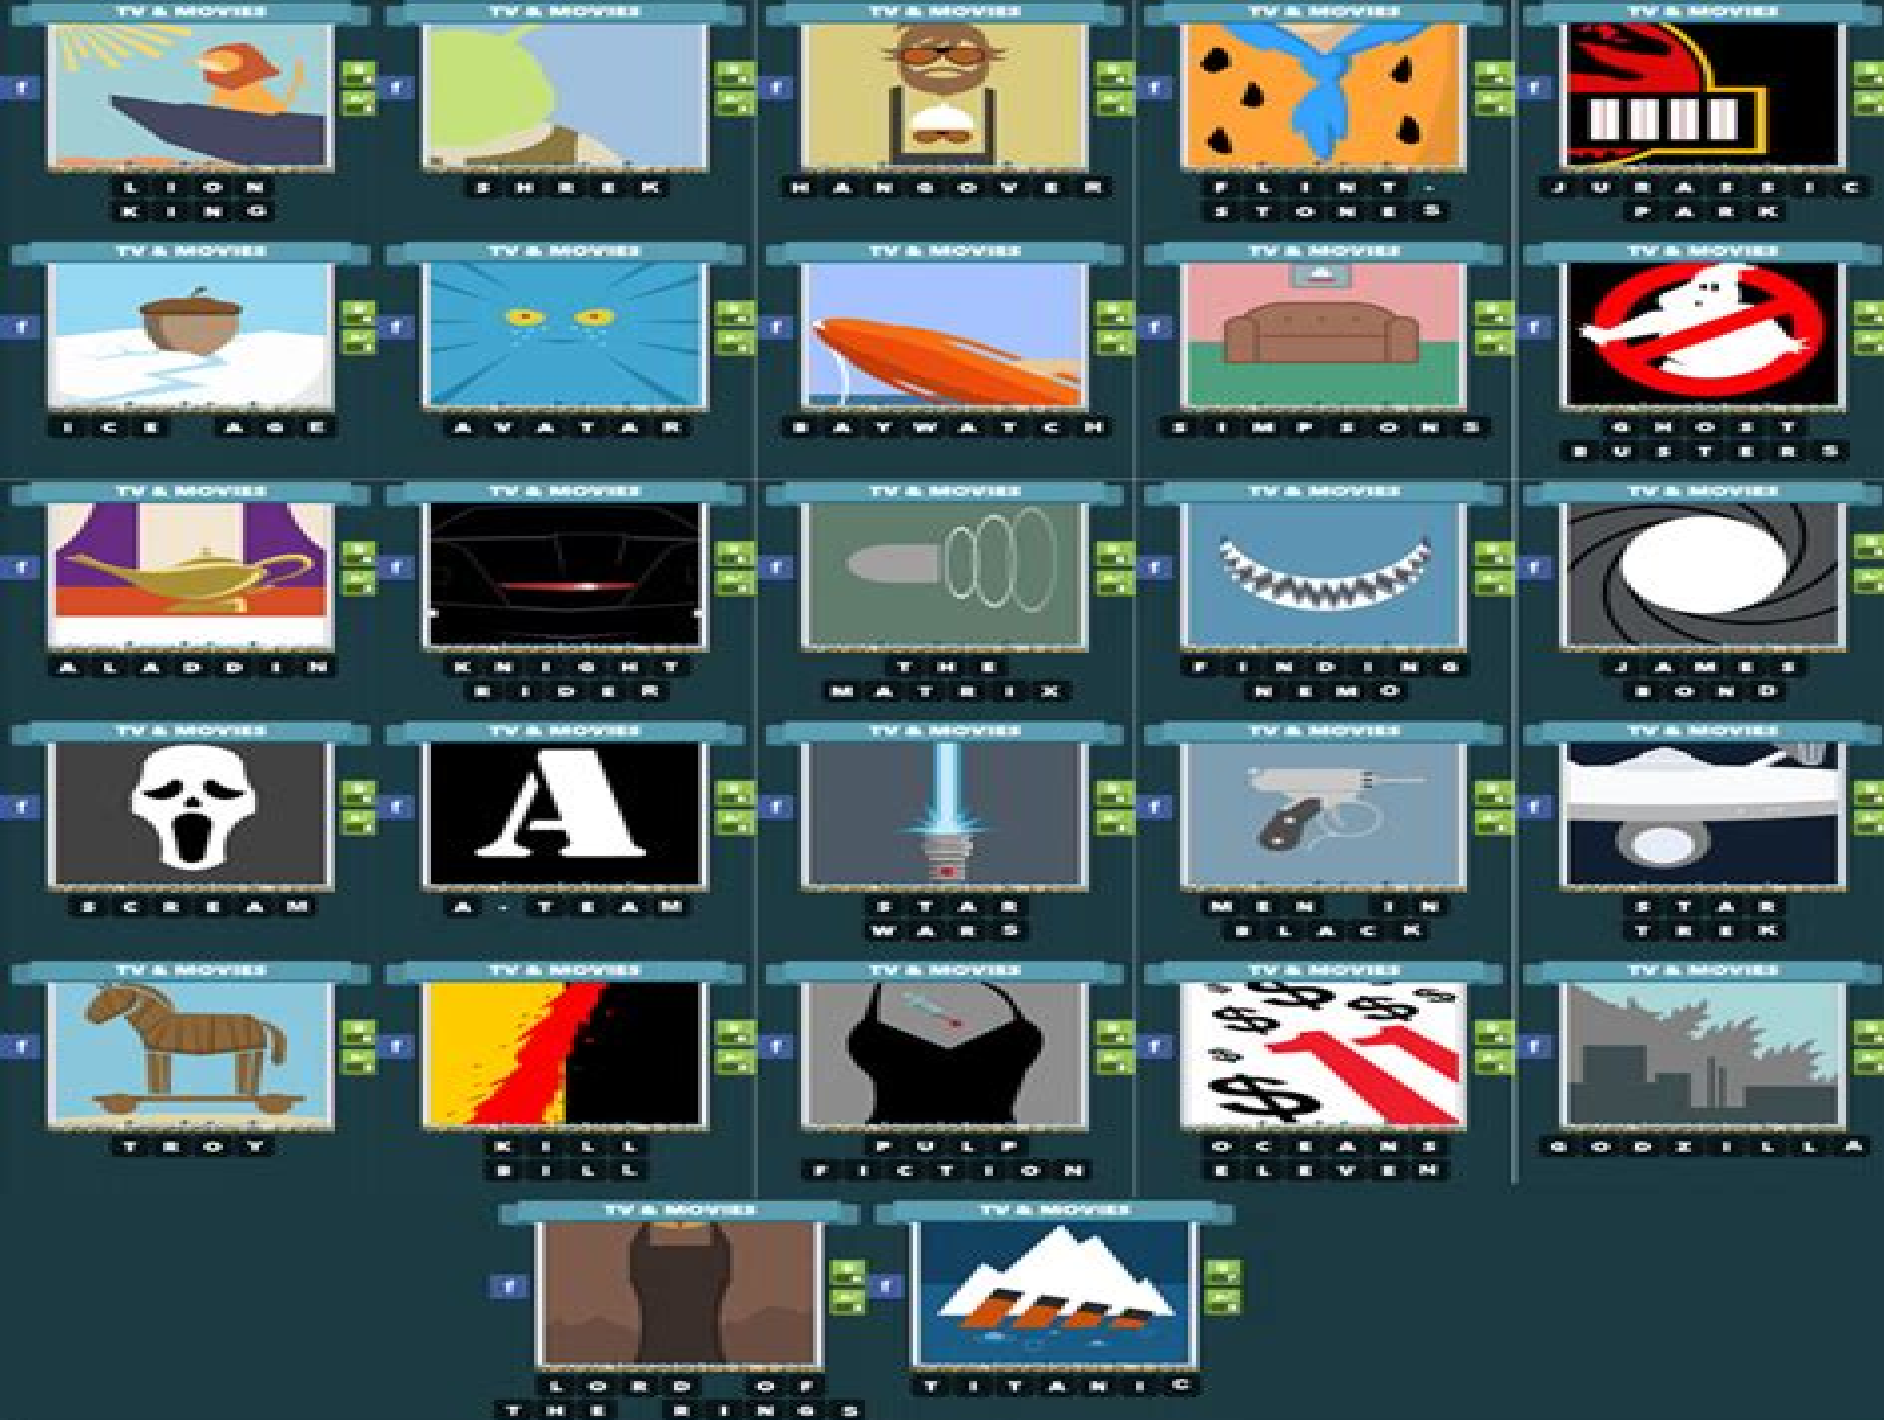 TV & MOVIES TV & MOVIES TV & MOVIES TV & MOVIES TV & MOVIES
f f f f f
LION SHREK HANGOVER FLINT- JURASSIC
KING STONES PARK
TV & MOVIES TV & MOVIES TV & MOVIES TV & MOVIES TV & MOVIES
f f f f f
ICE AGE AVATAR BAYWATCH SIMPSONS GHOST
BUSTERS
TV & MOVIES TV & MOVIES TV & MOVIES TV & MOVIES TV & MOVIES
f f f f f
ALADDIN KNIGHT THE FINDING JAMES
RIDER MATRIX NEMO BOND
TV & MOVIES TV & MOVIES TV & MOVIES TV & MOVIES TV & MOVIES
A
f f f f f
SCREAM A-TEAM STAR MEN IN STAR
WARS BLACK TREK
TV & MOVIES TV & MOVIES TV & MOVIES TV & MOVIES TV & MOVIES
$ $ $ $ $ $
f f f f f
TROY KILL PULP OCEANS GODZILLA
BILL FICTION ELEVEN
TV & MOVIES TV & MOVIES
f f
LORD OF TITANIC
THE RINGS